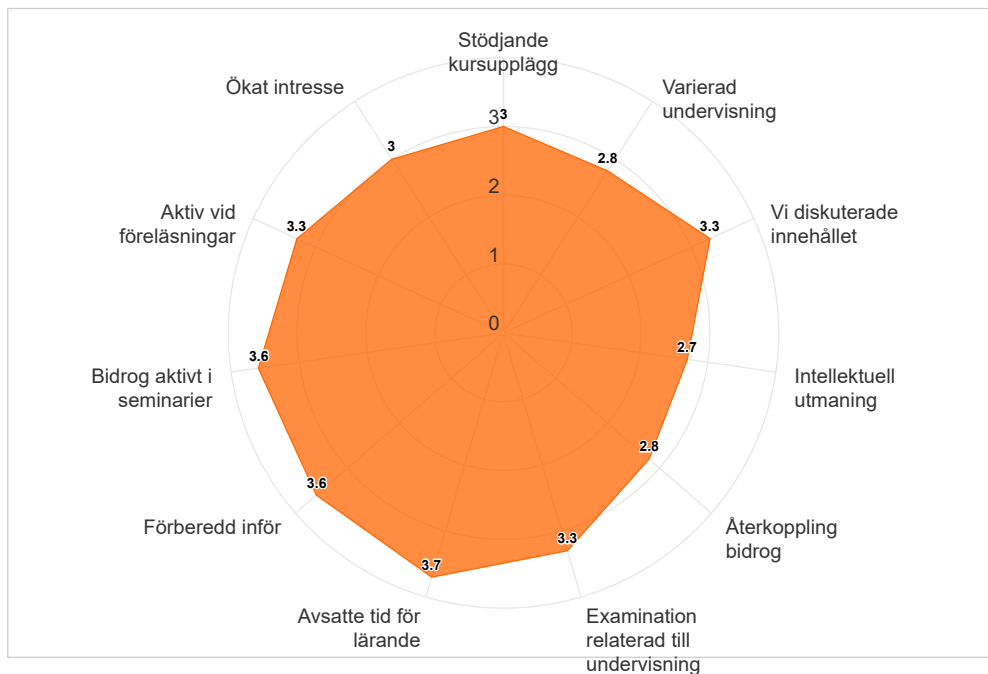 Stödjande
kursupplägg
3
Varierad
undervisning
2.8
Vi diskuterade
innehållet
3.3
Intellektuell
utmaning
2.7
Återkoppling
bidrog
2.8
Examination
relaterad till
undervisning
3.3
Avsatte tid för
lärande
3.7
Förberedd inför
3.6
Bidrog aktivt i
seminarier
3.6
Aktiv vid
föreläsningar
3.3
Ökat intresse
3
3
2
1
0